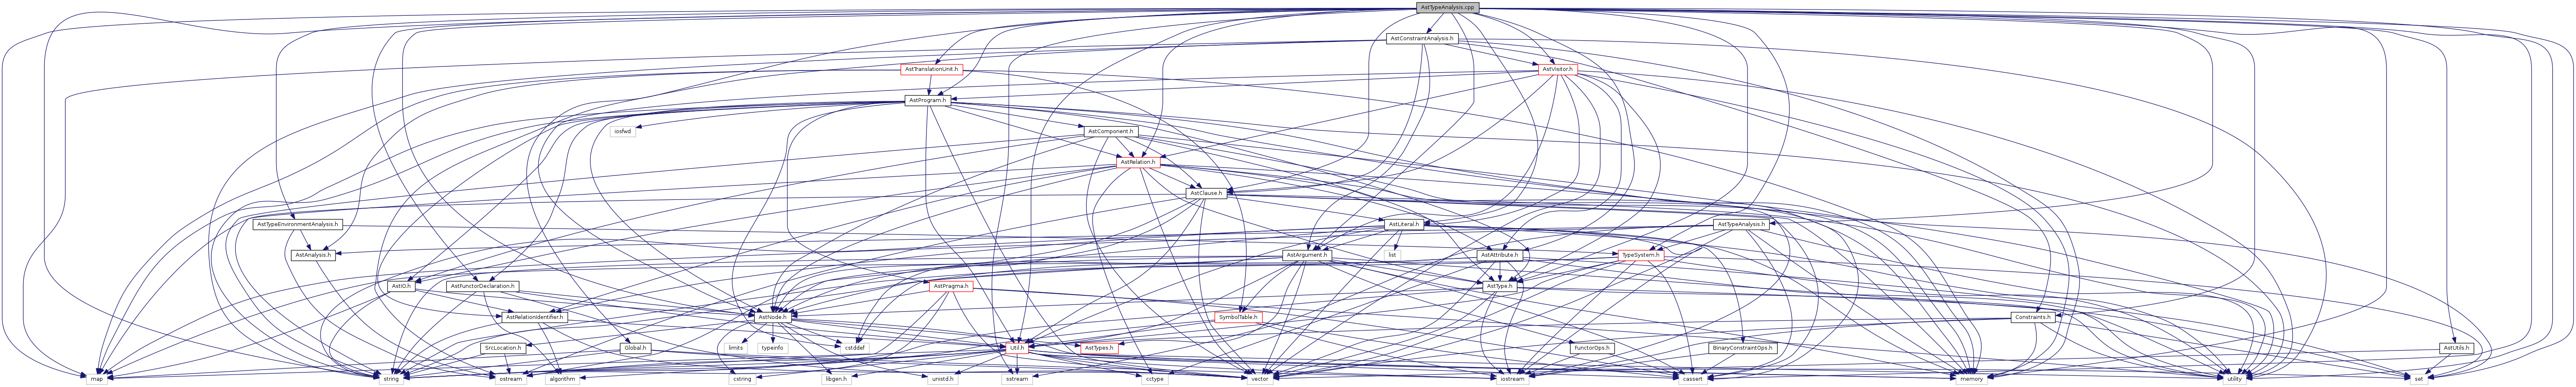 AstTypeAnalysis.cpp
AstConstraintAnalysis.h
AstTranslationUnit.h
AstVisitor.h
AstProgram.h
iosfwd
AstComponent.h
AstRelation.h
AstClause.h
AstTypeEnvironmentAnalysis.h
AstLiteral.h
AstTypeAnalysis.h
AstAnalysis.h
AstArgument.h
list
AstAttribute.h
TypeSystem.h
AstIO.h
AstFunctorDeclaration.h
AstPragma.h
AstType.h
AstRelationIdentifier.h
AstNode.h
SymbolTable.h
Constraints.h
SrcLocation.h
limits
typeinfo
cstddef
Global.h
Util.h
AstTypes.h
FunctorOps.h
BinaryConstraintOps.h
AstUtils.h
map
string
ostream
algorithm
cstring
libgen.h
unistd.h
sstream
cctype
vector
iostream
cassert
memory
utility
set